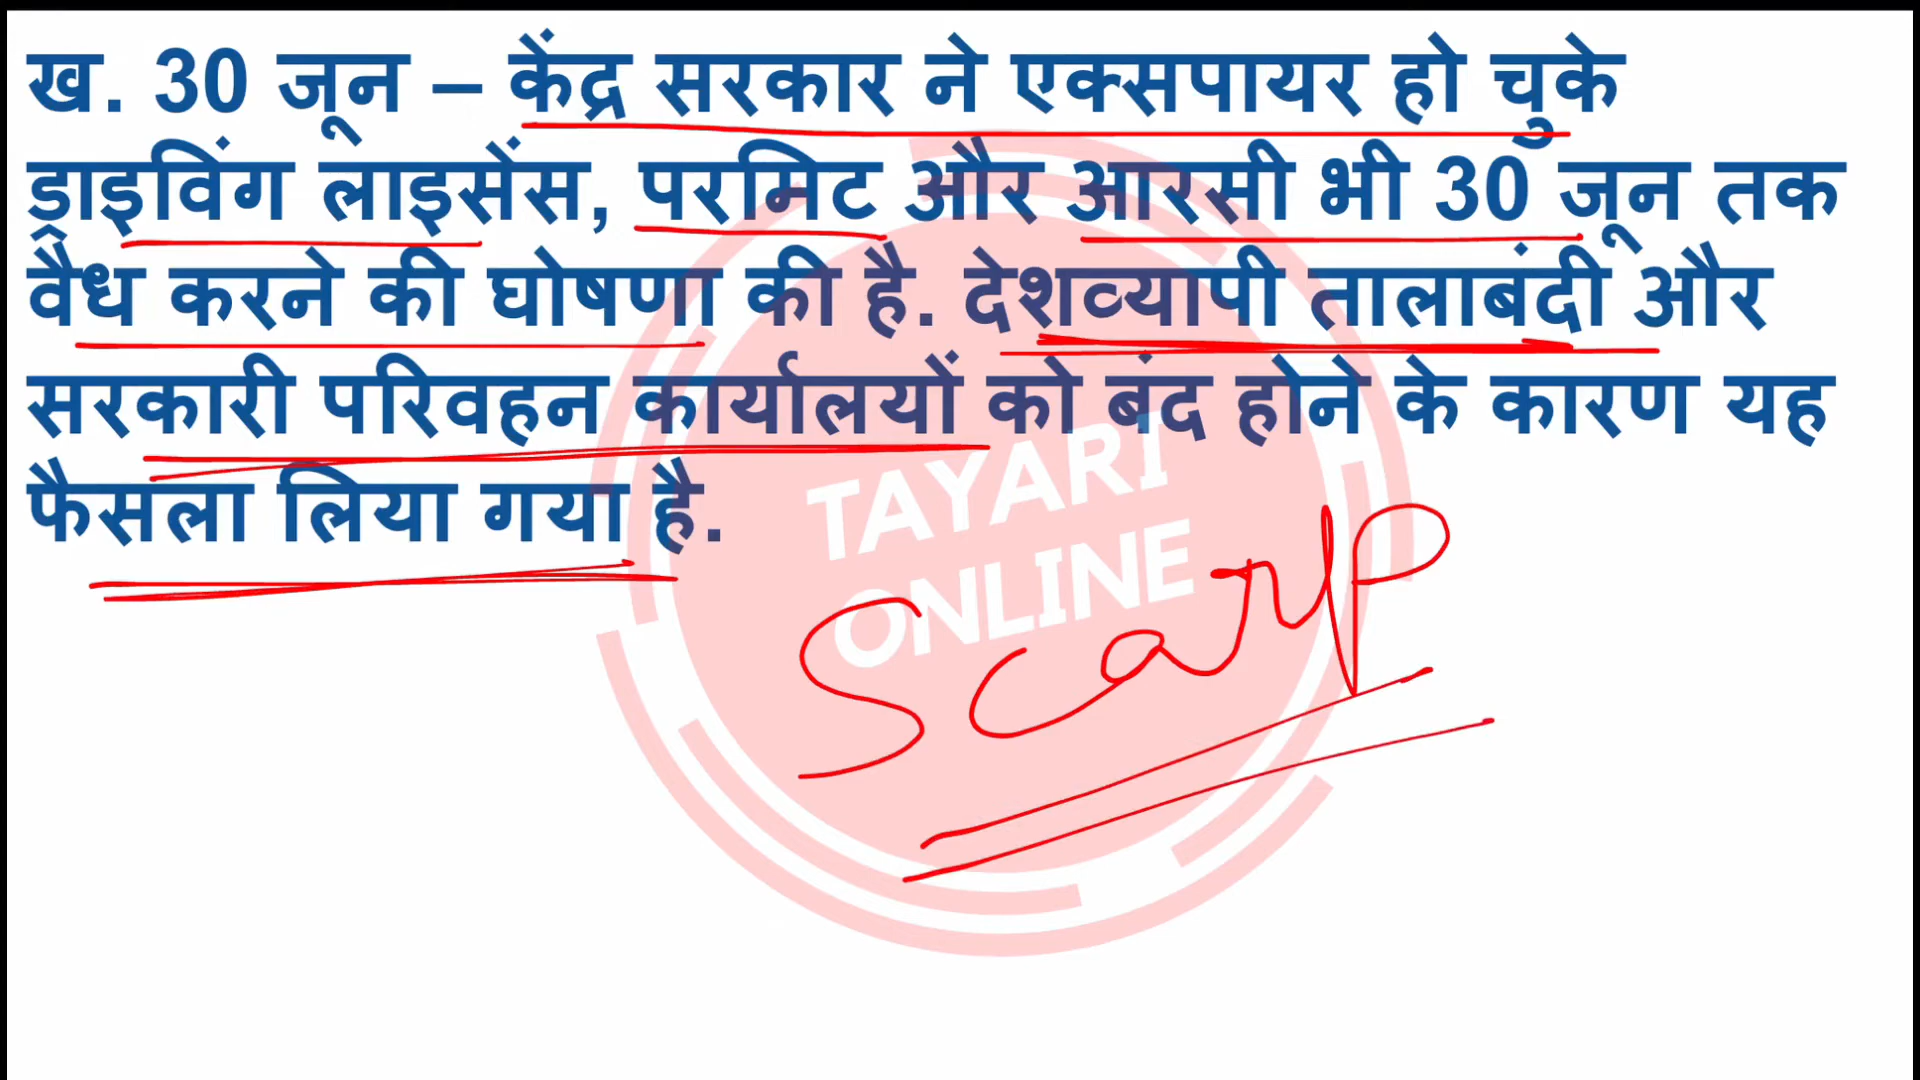 ख. 30 जून – केंद्र सरकार ने एक्सपायर हो चुके
ड्राइविंग लाइसेंस, परमिट और आरसी भी 30 जून तक
वैध करने की घोषणा की है. देशव्यापी तालाबंदी और
सरकारी परिवहन कार्यालयों को बंद होने के कारण यह
फैसला लिया गया है.
TAYARI
ONLINE
Scarp